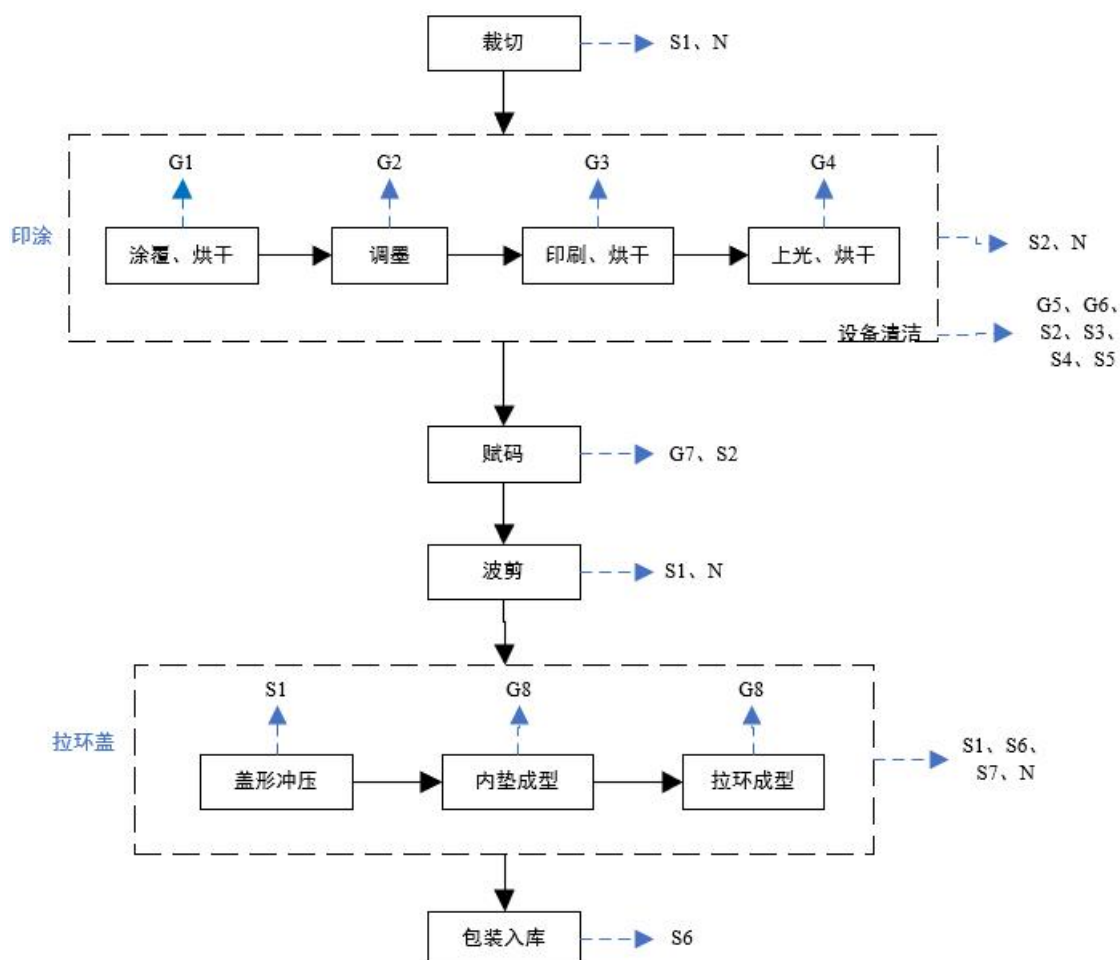 裁切
S1、N
G1
G2
G3
G4
印涂
涂覆、烘干
调墨
印刷、烘干
上光、烘干
S2、N
设备清洁
G5、G6、
S2、S3、
S4、S5
赋码
G7、S2
波剪
S1、N
S1
G8
G8
拉环盖
盖形冲压
内垫成型
拉环成型
S1、S6、
S7、N
包装入库
S6